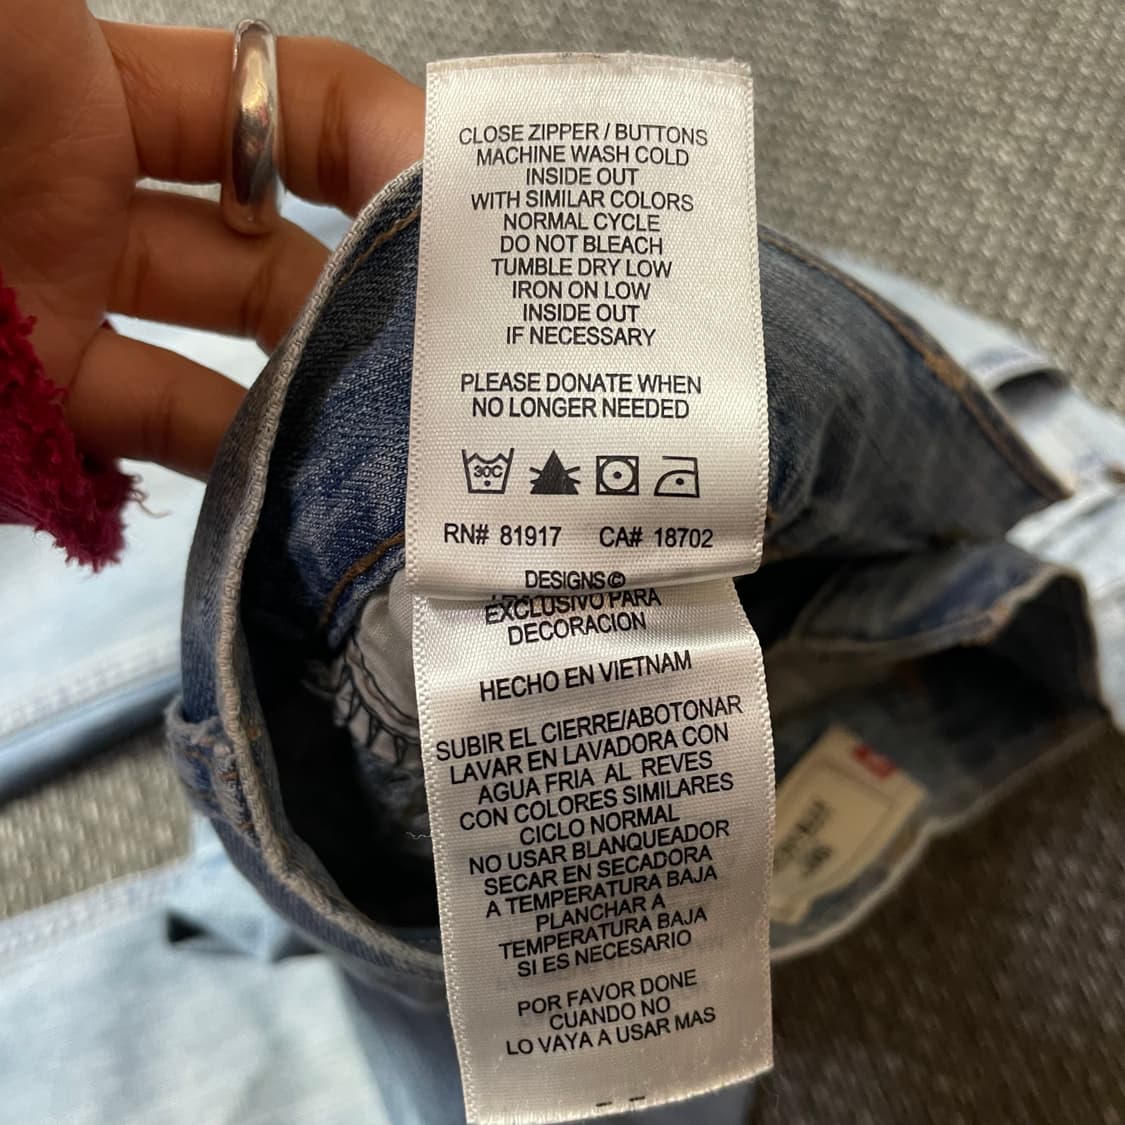 CLOSE ZIPPER / BUTTONS
MACHINE WASH COLD
INSIDE OUT
WITH SIMILAR COLORS
NORMAL CYCLE
DO NOT BLEACH
TUMBLE DRY LOW
IRON ON LOW
INSIDE OUT
IF NECESSARY
PLEASE DONATE WHEN
NO LONGER NEEDED
30C
RN# 81917 CA# 18702
DESIGNS©
EXCLUSIVO PARA
DECORACION
HECHO EN VIETNAM
SUBIR EL CIERRE/ABOTONAR
LAVAR EN LAVADORA CON
AGUA FRIA AL REVES
CON COLORES SIMILARES
CICLO NORMAL
NO USAR BLANQUEADOR
SECAR EN SECADORA
A TEMPERATURA BAJA
PLANCHAR A
TEMPERATURA BAJA
SI ES NECESARIO
POR FAVOR DONE
CUANDO NO
LO VAYA A USAR MAS